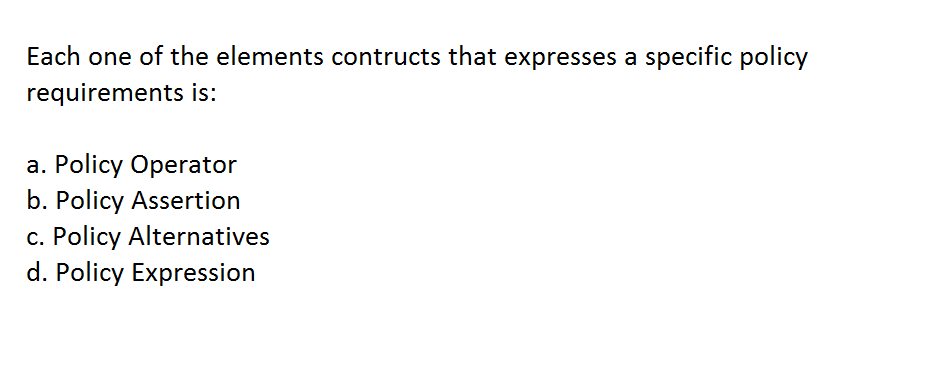 Each one of the elements contructs that expresses a specific policy
requirements is:
a. Policy Operator
b. Policy Assertion
c. Policy Alternatives
d. Policy Expression